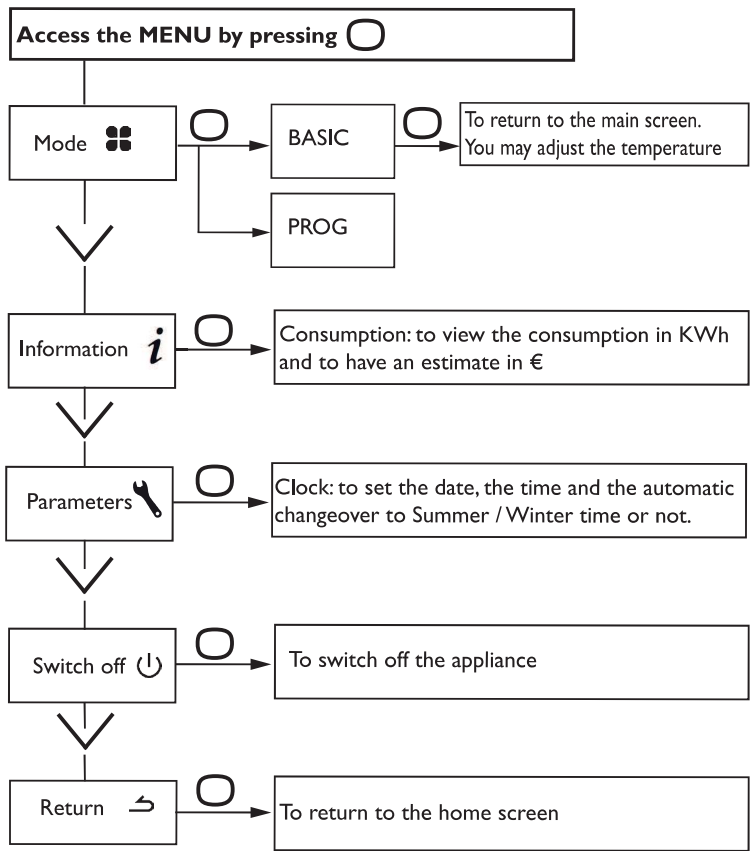 Access the MENU by pressing
Mode
BASIC
To return to the main screen.
You may adjust the temperature
PROG
Information
Consumption: to view the consumption in KWh
and to have an estimate in €
Parameters
Clock: to set the date, the time and the automatic
changeover to Summer / Winter time or not.
Switch off
To switch off the appliance
Return
To return to the home screen